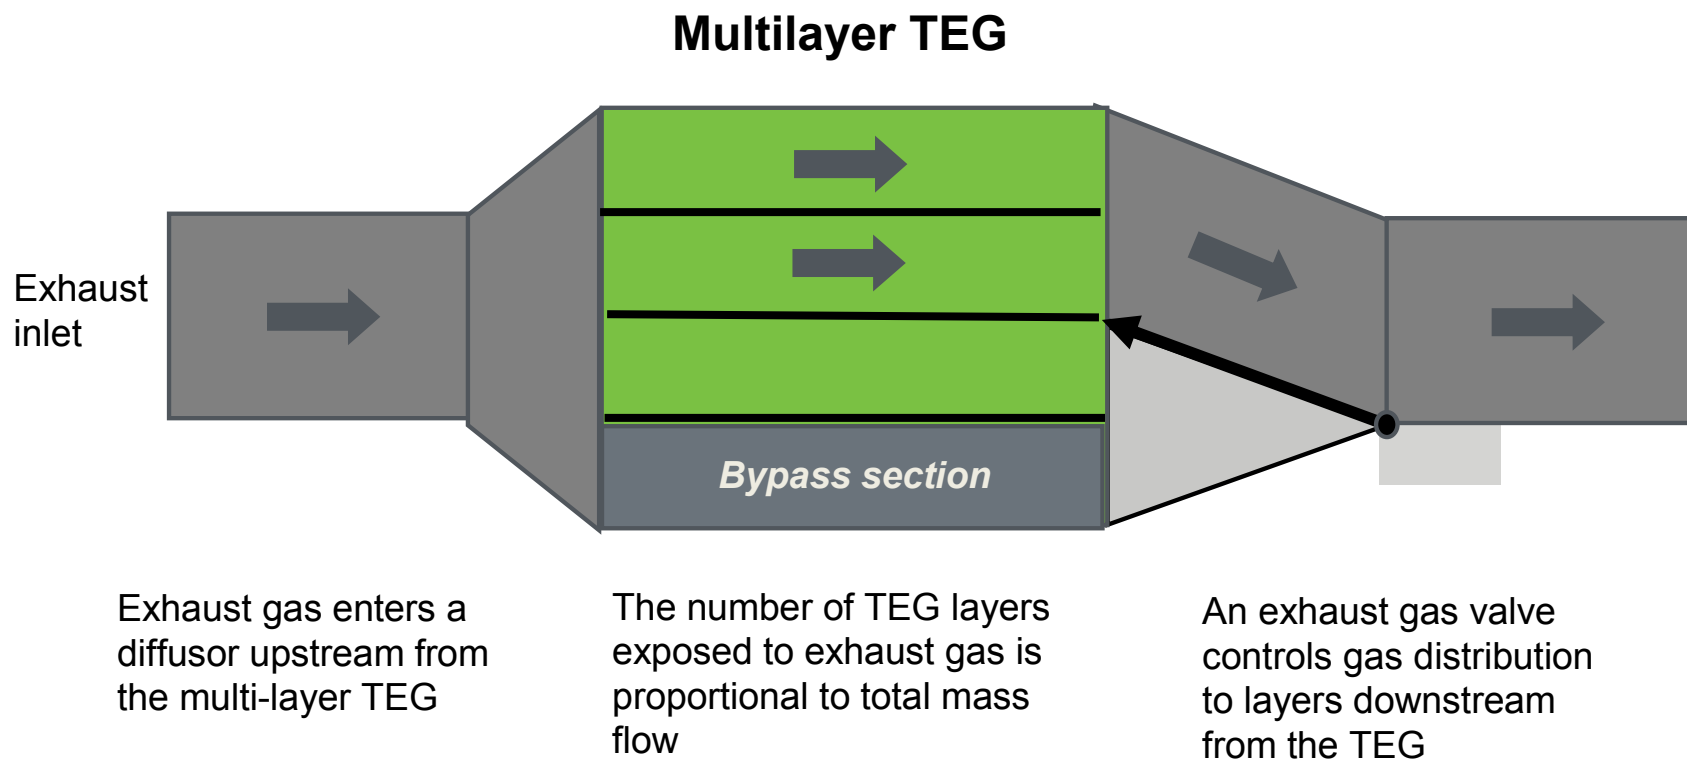 Multilayer TEG
Exhaust
inlet
Bypass section
Exhaust gas enters a
diffusor upstream from
the multi-layer TEG
The number of TEG layers
exposed to exhaust gas is
proportional to total mass
flow
An exhaust gas valve
controls gas distribution
to layers downstream
from the TEG